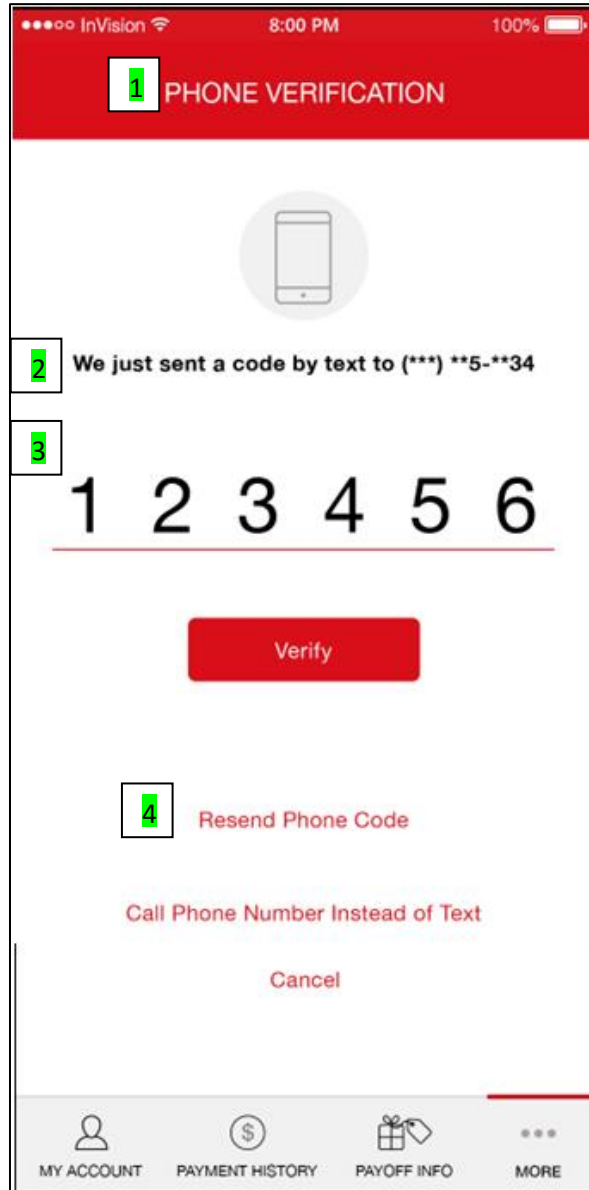 ●●●○○ InVision 8:00 PM 100%
1 PHONE VERIFICATION
2 We just sent a code by text to (***) **5-**34
3
1 2 3 4 5 6
Verify
4 Resend Phone Code
Call Phone Number Instead of Text
Cancel
$
MY ACCOUNT PAYMENT HISTORY PAYOFF INFO MORE